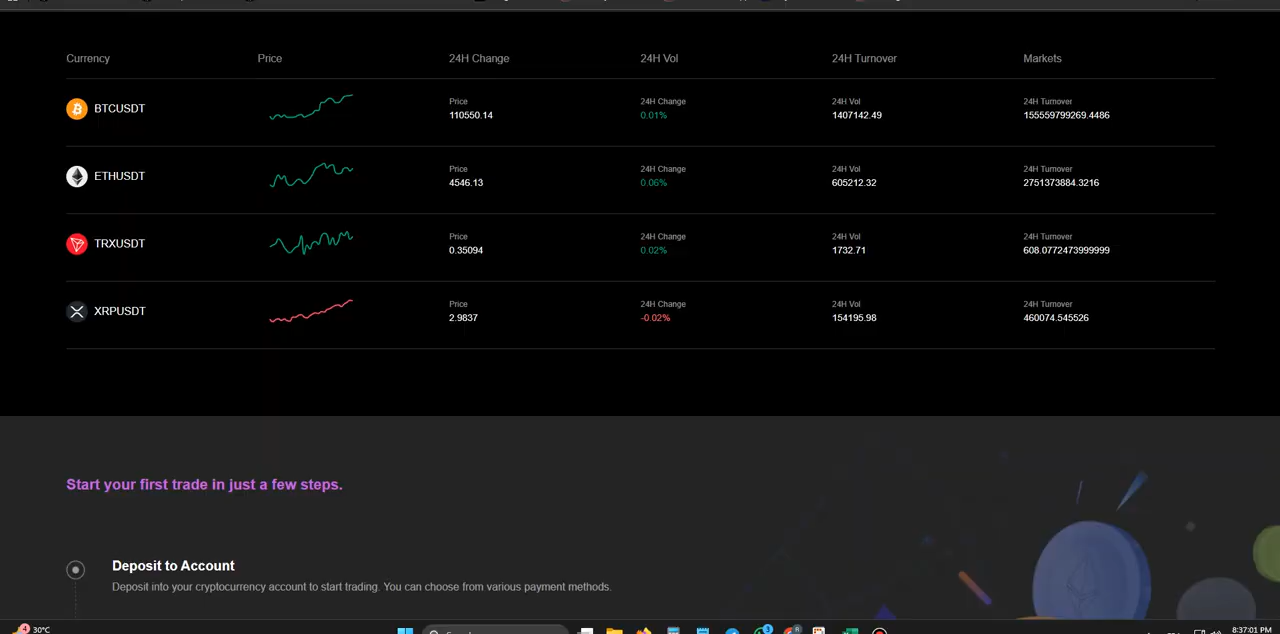 Currency Price 24H Change 24H Vol 24H Turnover Markets
BTCUSDT
Price 24H Change 24H Vol 24H Turnover
110550.14 0.01% 1407142.49 155559799269.4486
ETHUSDT
Price 24H Change 24H Vol 24H Turnover
4546.13 0.06% 605212.32 2751373884.3216
TRXUSDT
Price 24H Change 24H Vol 24H Turnover
0.35094 0.02% 1732.71 608.0772473999999
XRPUSDT
Price 24H Change 24H Vol 24H Turnover
2.9837 -0.02% 154195.98 460074.545526
Start your first trade in just a few steps.
Deposit to Account
Deposit into your cryptocurrency account to start trading. You can choose from various payment methods.
4
30°C
8:37:01 PM